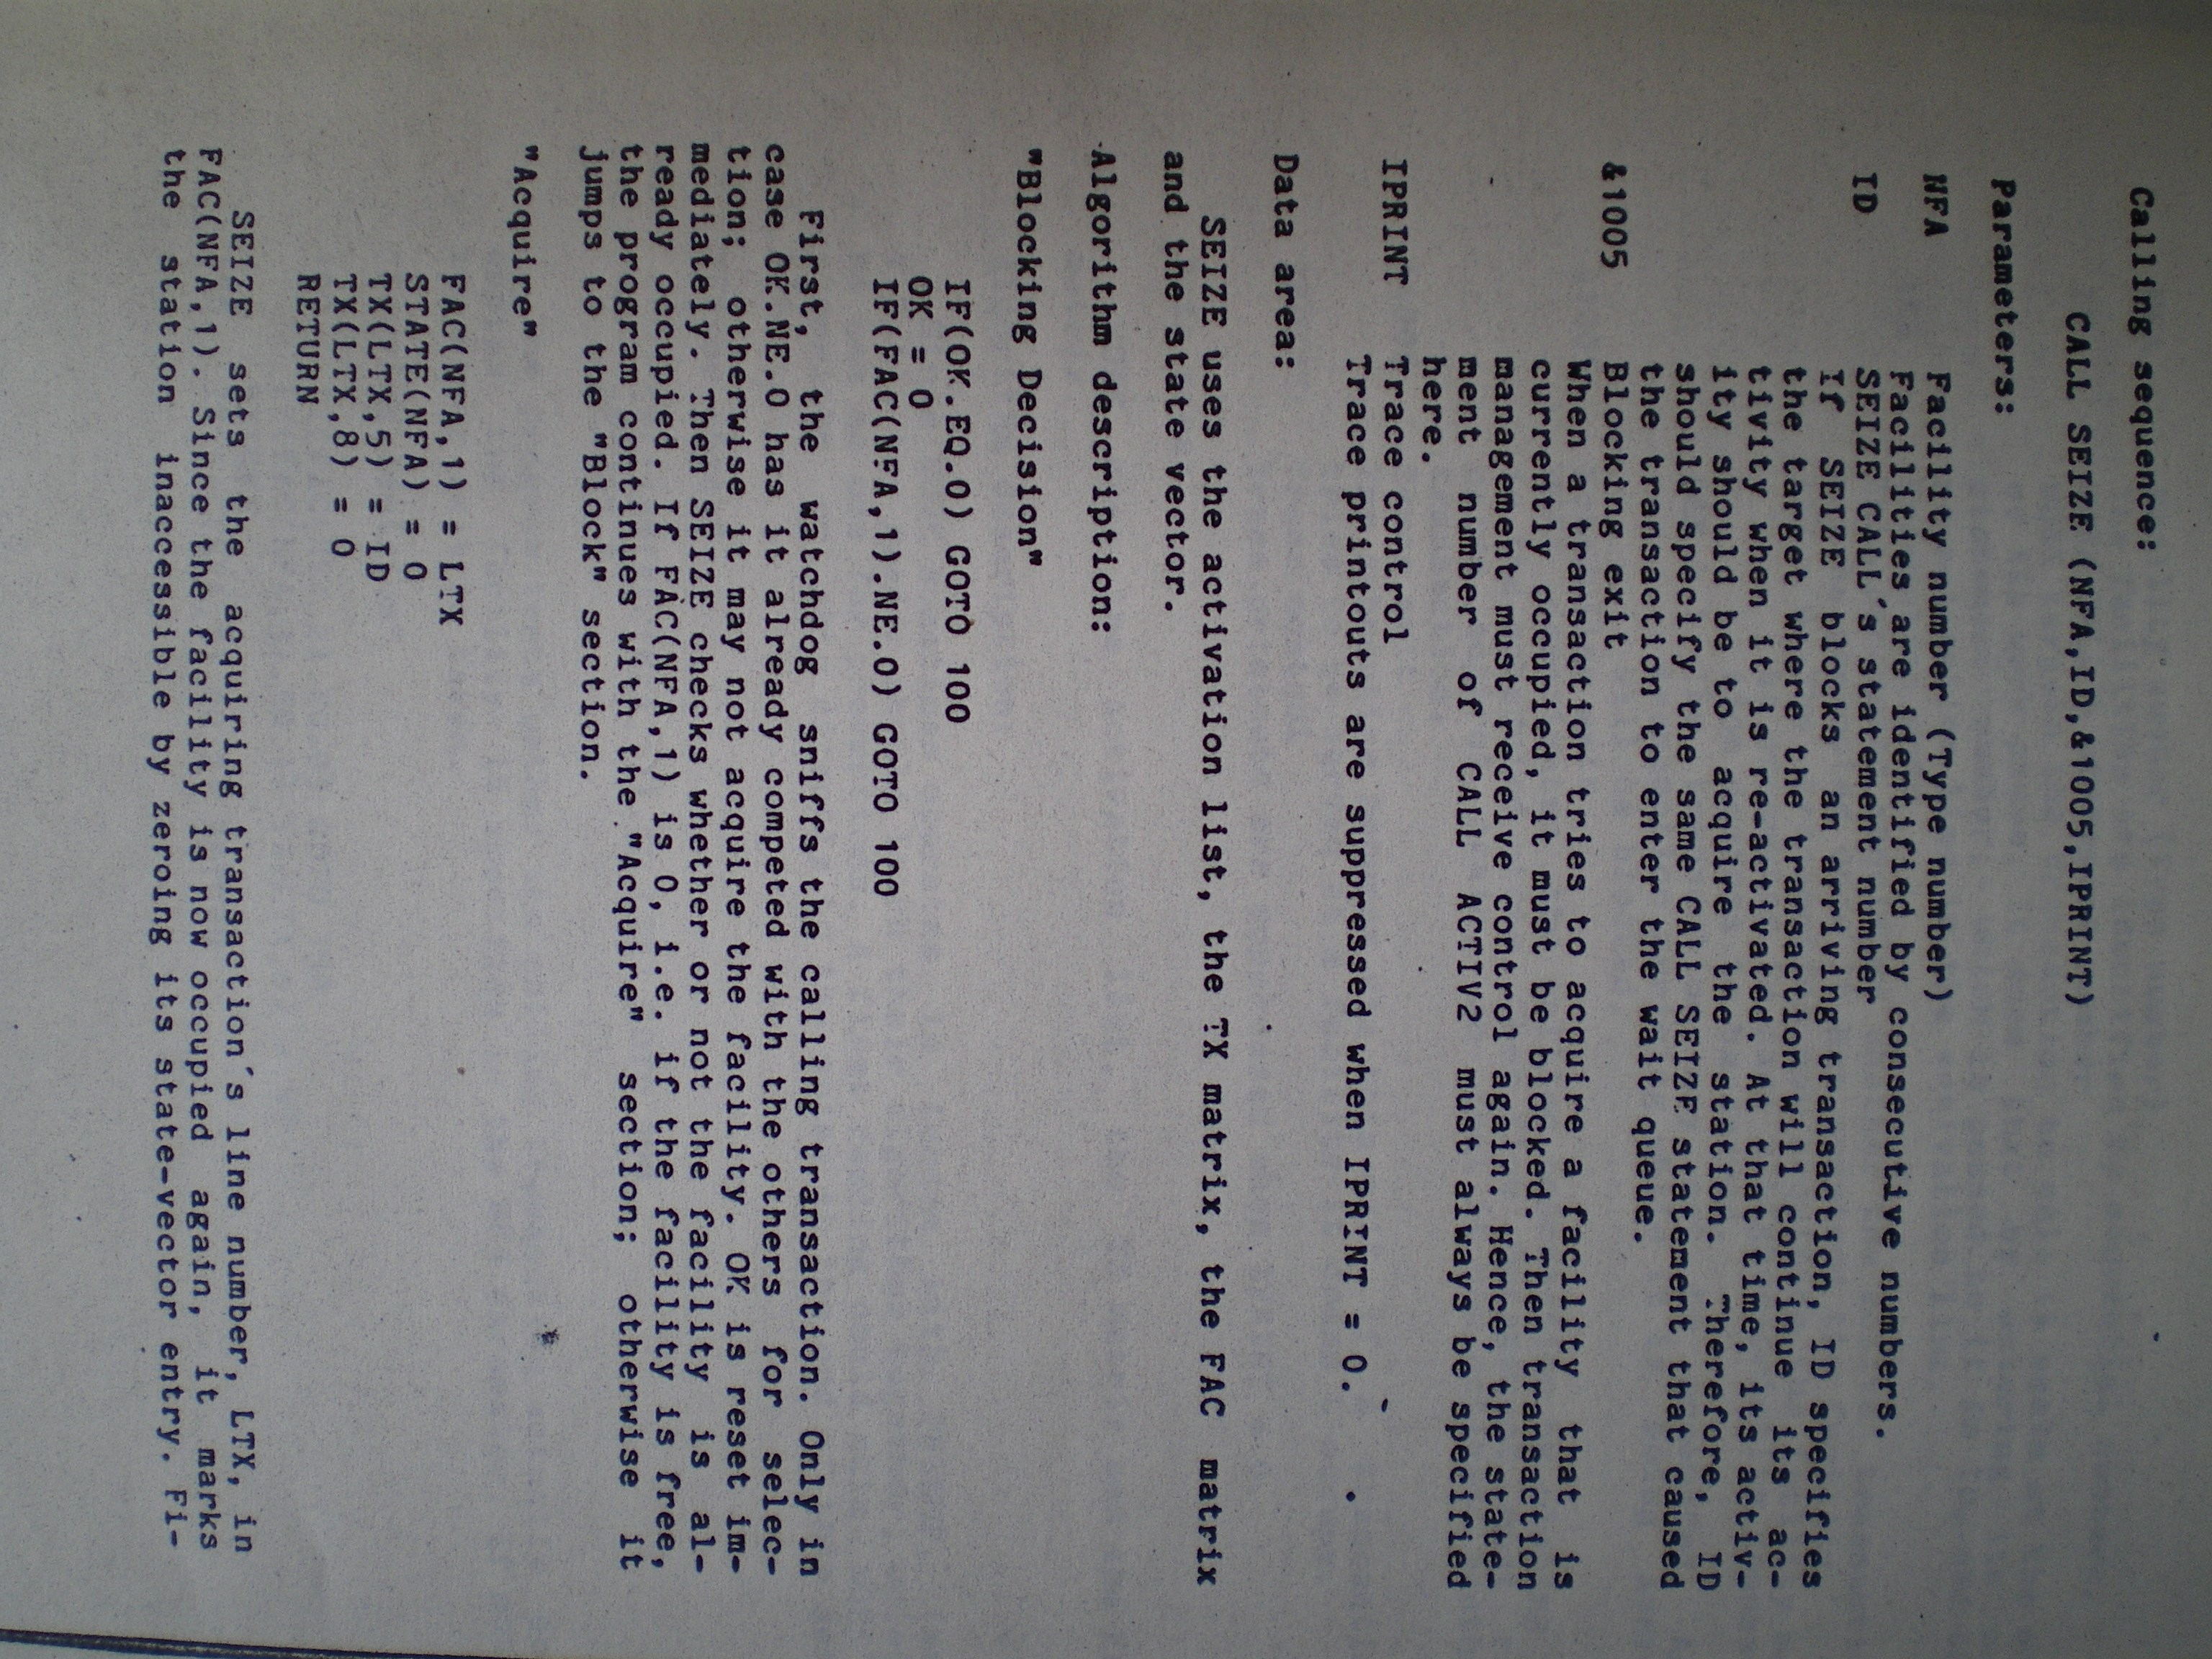 Calling sequence:
CALL SEIZE (NFA,ID,&1005,IPRINT)
Parameters:
NFA Facility number (Type number)
Facilities are identified by consecutive numbers.
ID SEIZE CALL´s statement number
If SEIZE blocks an arriving transaction, ID specifies
the target where the transaction will continue its ac-
tivity when it is re-activated. At that time, its activ-
ity should be to acquire the station. Therefore, ID
should specify the same CALL SEIZE statement that caused
the transaction to enter the wait queue.
&1005 Blocking exit
When a transaction tries to acquire a facility that is
currently occupied, it must be blocked. Then transaction
management must receive control again. Hence, the state-
ment number of CALL ACTIV2 must always be specified
here.
IPRINT Trace control
Trace printouts are suppressed when IPRINT = 0.
Data area:
SEIZE uses the activation list, the TX matrix, the FAC matrix
and the state vector.
Algorithm description:
"Blocking Decision"
IF(OK.EQ.0) GOTO 100
OK = 0
IF(FAC(NFA,1).NE.0) GOTO 100
First, the watchdog sniffs the calling transaction. Only in
case OK.NE.0 has it already competed with the others for selec-
tion; otherwise it may not acquire the facility. OK is reset im-
mediately. Then SEIZE checks whether or not the facility is al-
ready occupied. If FAC(NFA,1) is 0, i.e. if the facility is free,
the program continues with the "Acquire" section; otherwise it
jumps to the "Block" section.
"Acquire"
FAC(NFA,1) = LTX
STATE(NFA) = 0
TX(LTX,5) = ID
TX(LTX,8) = 0
RETURN
SEIZE sets the acquiring transaction´s line number, LTX, in
FAC(NFA,1). Since the facility is now occupied again, it marks
the station inaccessible by zeroing its state-vector entry. Fi-